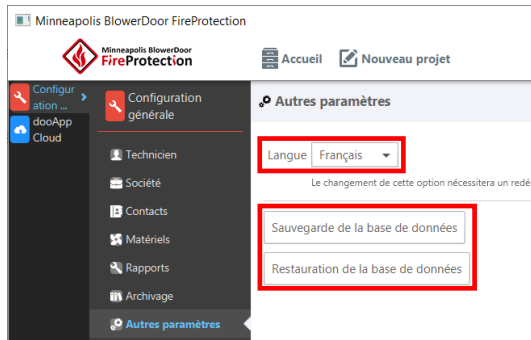 Minneapolis BlowerDoor FireProtection
Minneapolis BlowerDoor
FireProtection
Accueil
Nouveau projet
Configur
ation ...
dooApp
Cloud
Configuration
générale
Technicien
Société
Contacts
Matériels
Rapports
Archivage
Autres paramètres
Autres paramètres
Langue Français
Le changement de cette option nécessitera un redé
Sauvegarde de la base de données
Restauration de la base de données